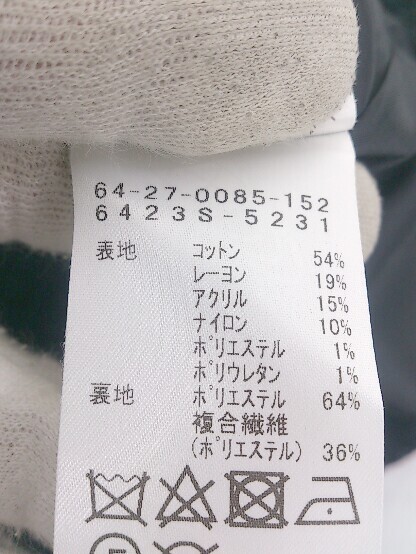 64-27-0085-152
6423S-5231
表地 コットン 54%
レーヨン 19%
アクリル 15%
ナイロン 10%
ポリエステル 1%
ポリウレタン 1%
裏地 ポリエステル 64%
複合繊維
(ポリエステル) 36%